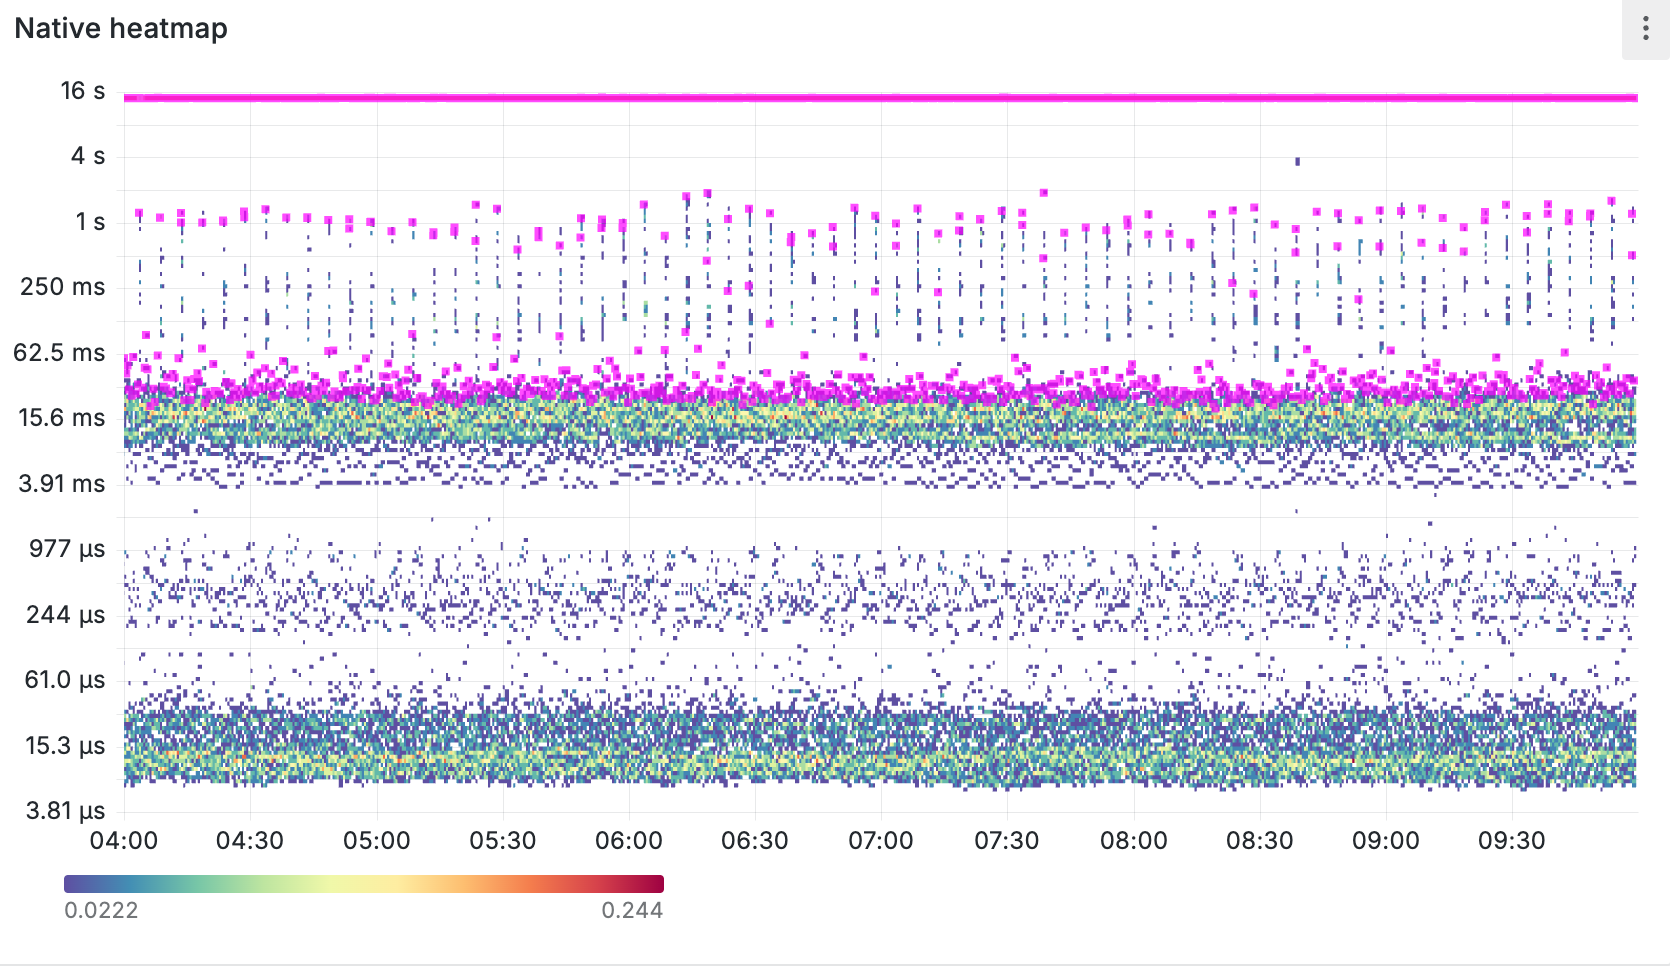 Native heatmap
16 s
4 s
1 s
250 ms
62.5 ms
15.6 ms
3.91 ms
977 µs
244 µs
61.0 µs
15.3 µs
3.81 µs
04:00 04:30 05:00 05:30 06:00 06:30 07:00 07:30 08:00 08:30 09:00 09:30
0.0222 0.244